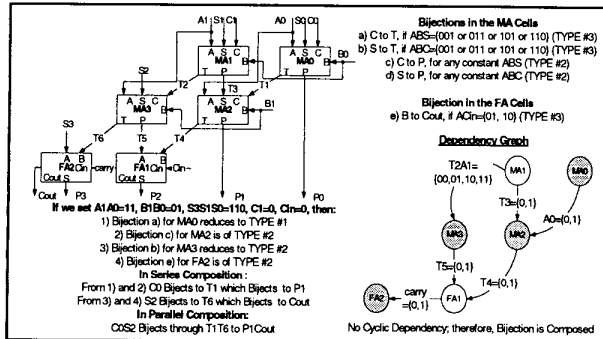 A1 S1 C1 A0 S0 C0
A S C B
MA1
T P
A S C B
MA0
T P
B0
S2 T2 T3 T1
A S C B
MA3
T P
A S C B
MA2
T P
B1
S3 T6 T5 T4
A B
FA2 Cin
Cout S
carry
A B
FA1 Cin
Cout S
Cin
Cout P3 P2 P1 P0
If we set A1A0=11, B1B0=01, S3S1S0=110, C1=0, Cin=0, then:
1) Bijection a) for MA0 reduces to TYPE #1
2) Bijection c) for MA2 is of TYPE #2
3) Bijection b) for MA3 reduces to TYPE #2
4) Bijection e) for FA2 is of TYPE #2
In Series Composition :
From 1) and 2) C0 Bijects to T1 which Bijects to P1
From 3) and 4) S2 Bijects to T6 which Bijects to Cout
In Parallel Composition:
C0S2 Bijects through T1T6 to P1Cout
Bijections in the MA Cells
a) C to T, if ABS={001 or 011 or 101 or 110} (TYPE #3)
b) S to T, if ABC={001 or 011 or 101 or 110} (TYPE #3)
c) C to P, for any constant ABS (TYPE #2)
d) S to P, for any constant ABC (TYPE #2)
Bijection in the FA Cells
e) B to Cout, if ACin={01, 10} (TYPE #3)
Dependency Graph
T2A1=
{00,01,10,11}
MA1
MA0
T3={0,1}
A0={0,1}
MA3
MA2
T5={0,1}
T4={0,1}
FA2
carry
={0,1}
FA1
No Cyclic Dependency; therefore, Bijection is Composed